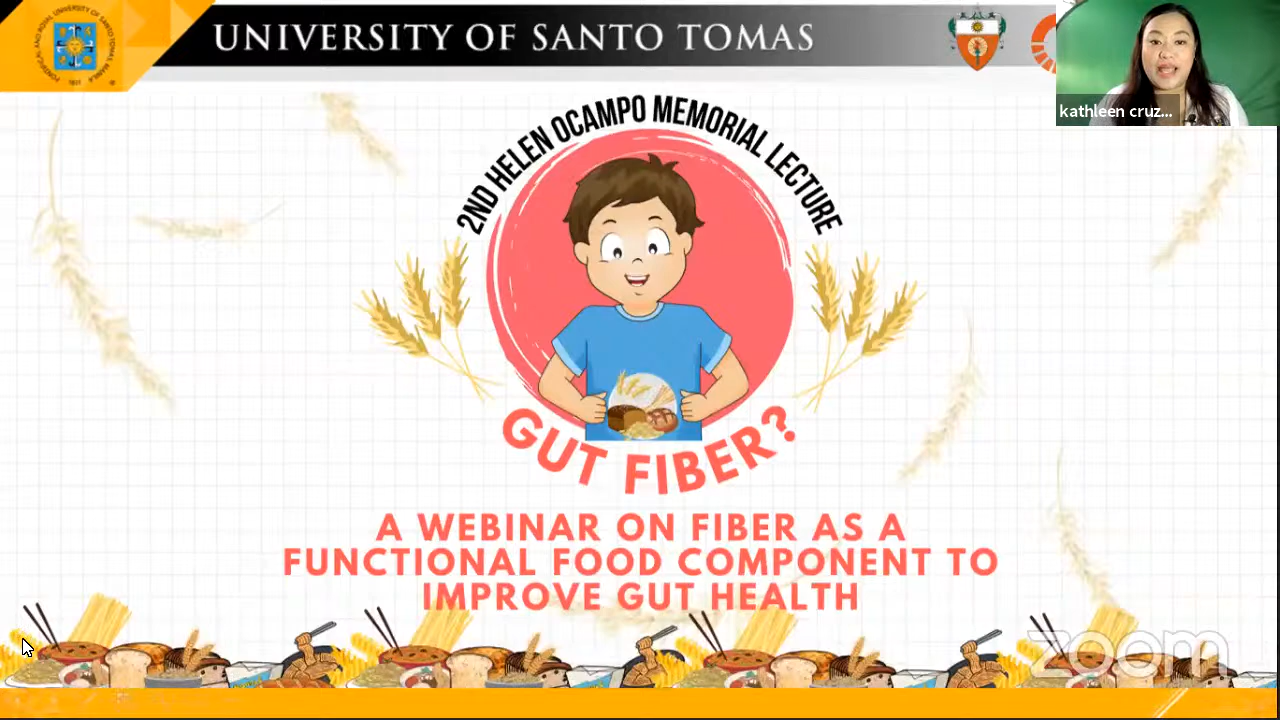 UNIVERSITY OF SANTO TOMAS
kathleen cruz...
2ND HELEN OCAMPO MEMORIAL LECTURE
GUT FIBER?
A WEBINAR ON FIBER AS A
FUNCTIONAL FOOD COMPONENT TO
IMPROVE GUT HEALTH
zoom